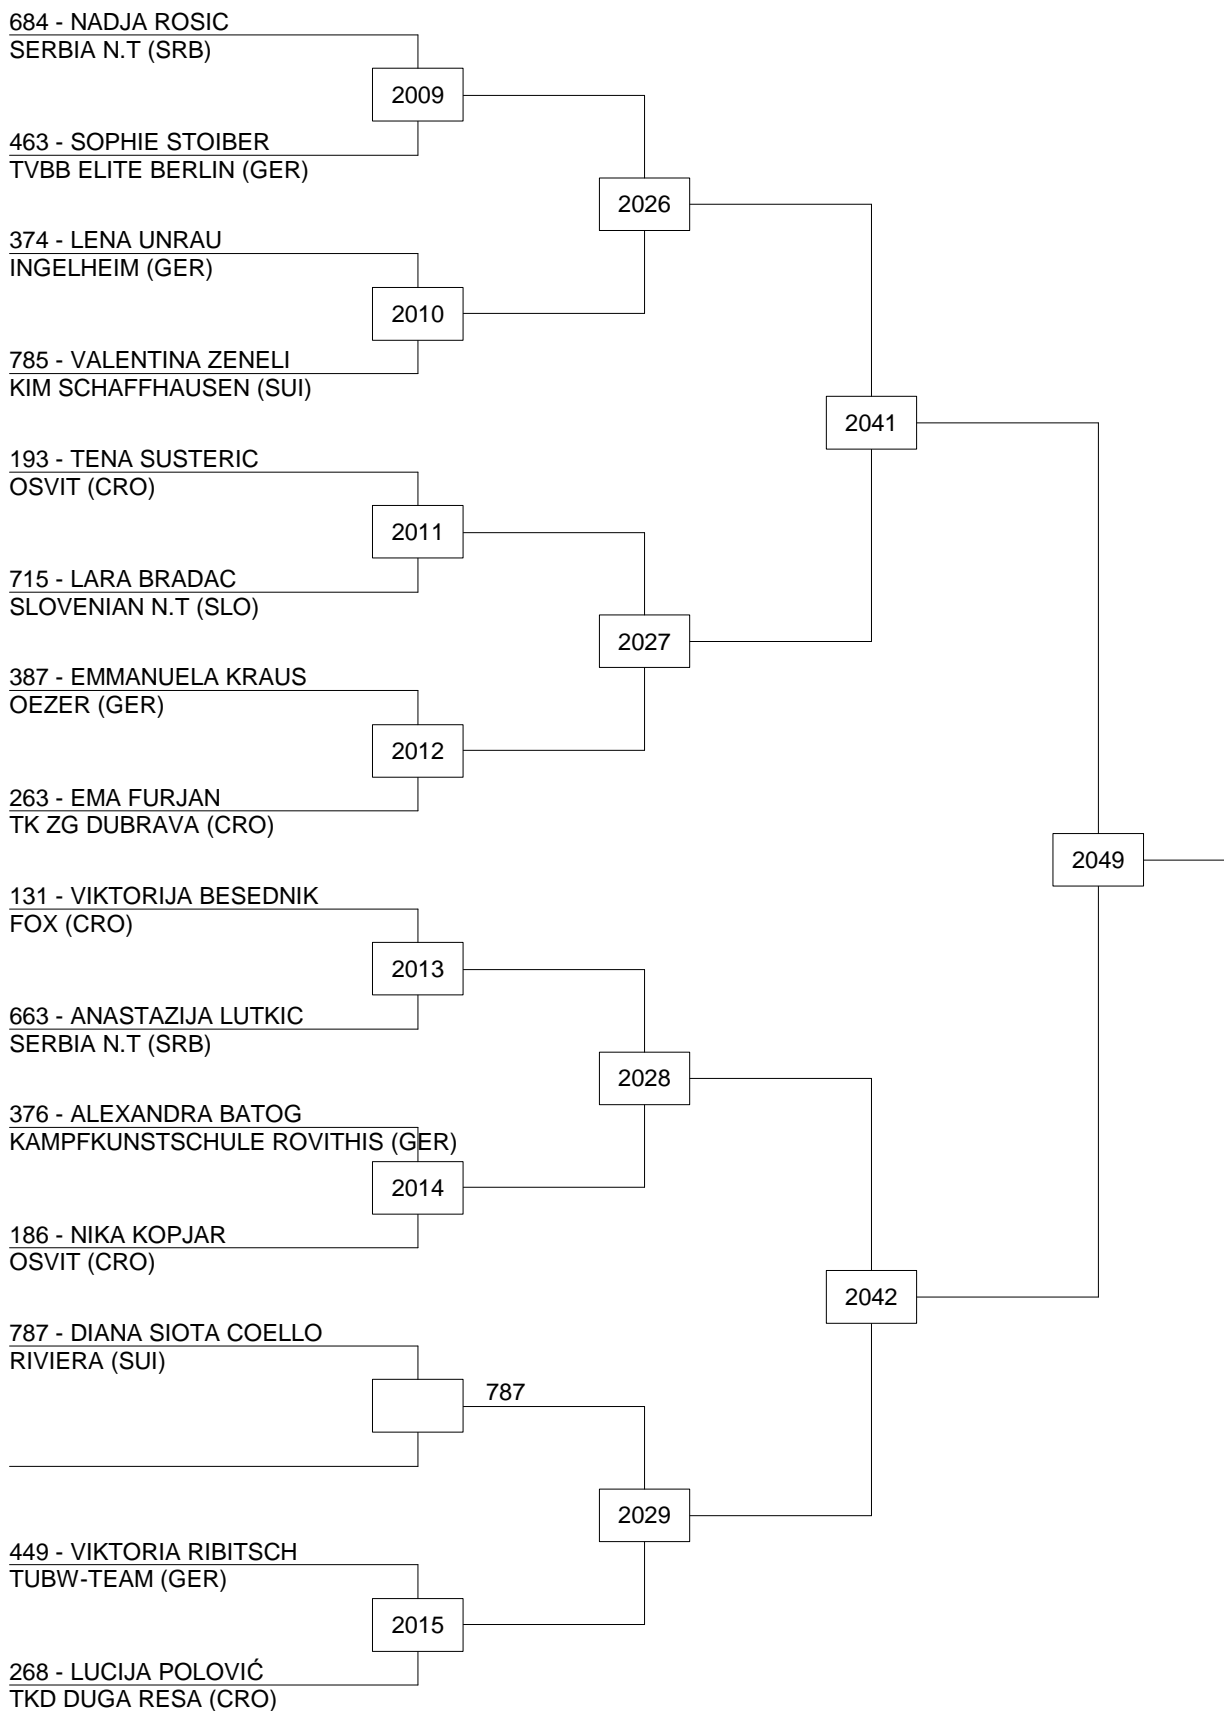 684 - NADJA ROSIC
SERBIA N.T (SRB)
2009
463 - SOPHIE STOIBER
TVBB ELITE BERLIN (GER)
2026
374 - LENA UNRAU
INGELHEIM (GER)
2010
785 - VALENTINA ZENELI
KIM SCHAFFHAUSEN (SUI)
2041
193 - TENA SUSTERIC
OSVIT (CRO)
2011
715 - LARA BRADAC
SLOVENIAN N.T (SLO)
2027
387 - EMMANUELA KRAUS
OEZER (GER)
2012
263 - EMA FURJAN
TK ZG DUBRAVA (CRO)
2049
131 - VIKTORIJA BESEDNIK
FOX (CRO)
2013
663 - ANASTAZIJA LUTKIC
SERBIA N.T (SRB)
2028
376 - ALEXANDRA BATOG
KAMPFKUNSTSCHULE ROVITHIS (GER)
2014
186 - NIKA KOPJAR
OSVIT (CRO)
2042
787 - DIANA SIOTA COELLO
RIVIERA (SUI)
787
2029
449 - VIKTORIA RIBITSCH
TUBW-TEAM (GER)
2015
268 - LUCIJA POLOVIĆ
TKD DUGA RESA (CRO)